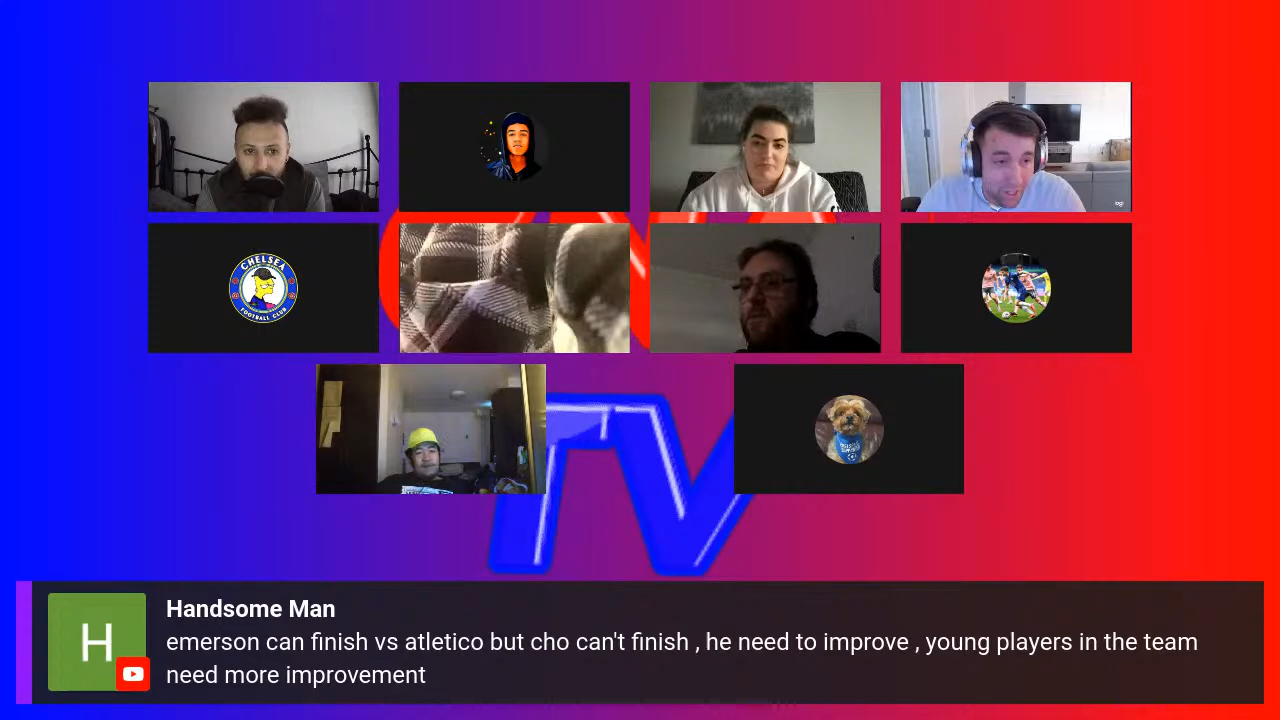 logi
CHELSEA
FOOTBALL CLUB
TV
H
Handsome Man
emerson can finish vs atletico but cho can't finish , he need to improve , young players in the team
need more improvement